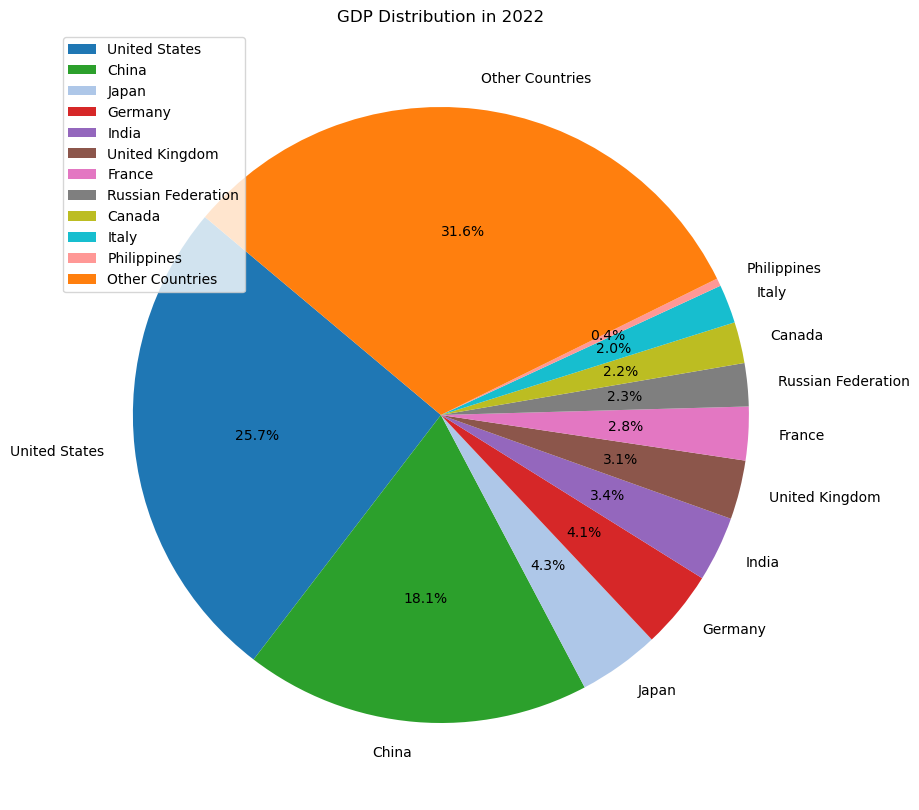 GDP Distribution in 2022
United States
China
Japan
Germany
India
United Kingdom
France
Russian Federation
Canada
Italy
Philippines
Other Countries
Other Countries
31.6%
Philippines
0.4%
Italy
2.0%
Canada
2.2%
Russian Federation
2.3%
France
2.8%
United Kingdom
3.1%
India
3.4%
Germany
4.1%
Japan
4.3%
China
18.1%
United States
25.7%